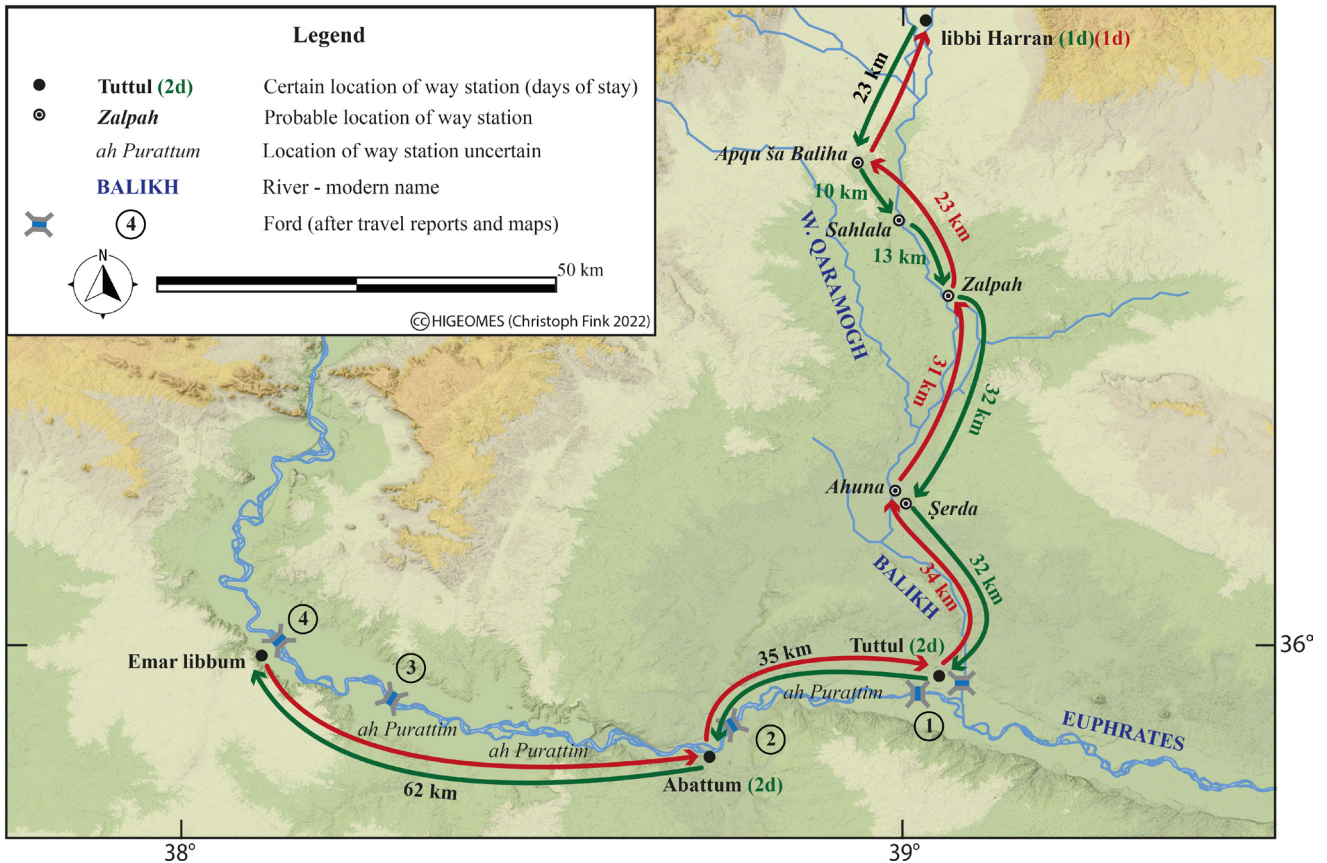 Legend
Tuttul (2d) Certain location of way station (days of stay)
Zalpah Probable location of way station
ah Purattum Location of way station uncertain
BALIKH River - modern name
4 Ford (after travel reports and maps)
N
50 km
cc HIGEOMES (Christoph Fink 2022)
libbi Harran (1d)(1d)
23 km
Apqu ša Baliha
10 km
Sahlala
23 km
13 km
W. QARAMOGH
Zalpah
31 km
32 km
Ahuna
Ṣerda
BALIKH
34 km
32 km
4
Emar libbum
3
Tuttul (2d)
36°
35 km
ah Purattim
1
ah Purattim
ah Purattim
2
EUPHRATES
62 km
Abattum (2d)
38°
39°